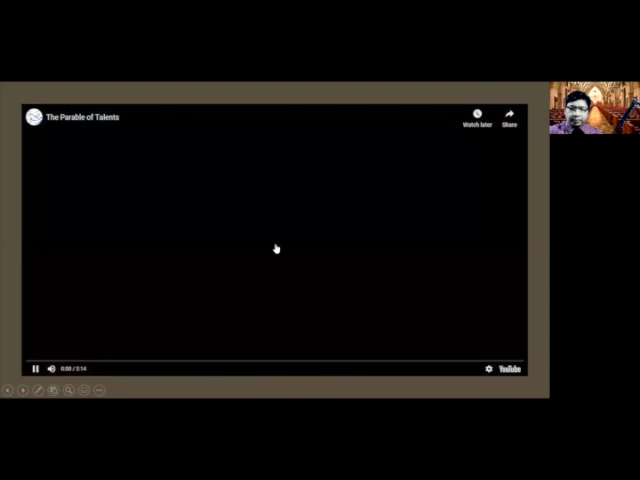 The Parable of Talents
Watch later
Share
0:00 / 3:14
YouTube